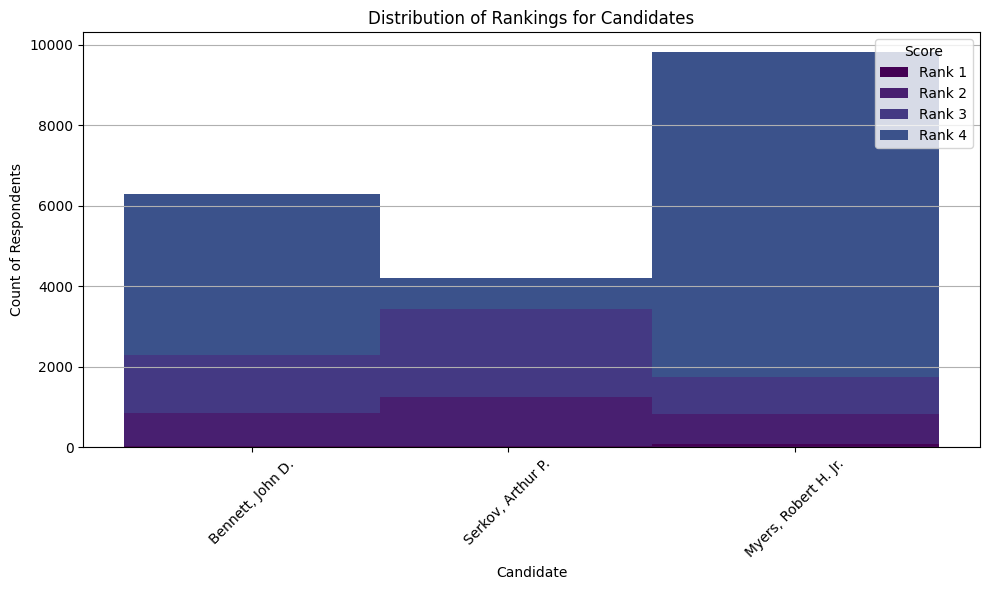 Distribution of Rankings for Candidates
Score
Rank 1
Rank 2
Rank 3
Rank 4
10000
8000
6000
4000
2000
0
Count of Respondents
Bennett, John D.
Serkov, Arthur P.
Myers, Robert H. Jr.
Candidate